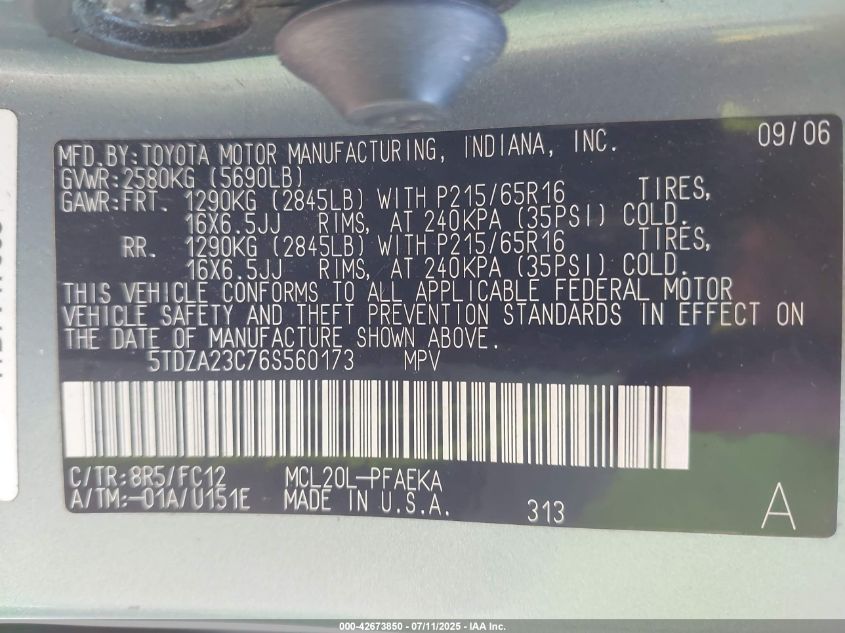 MFD.BY:TOYOTA MOTOR MANUFACTURING, INDIANA, INC. 09/06
GVWR:2580KG (5690LB)
GAWR:FRT. 1290KG (2845LB) WITH P215/65R16 TIRES,
16X6.5JJ RIMS, AT 240KPA (35PSI) COLD.
RR. 1290KG (2845LB) WITH P215/65R16 TIRES,
16X6.5JJ RIMS, AT 240KPA (35PSI) COLD.
THIS VEHICLE CONFORMS TO ALL APPLICABLE FEDERAL MOTOR
VEHICLE SAFETY AND THEFT PREVENTION STANDARDS IN EFFECT ON
THE DATE OF MANUFACTURE SHOWN ABOVE.
5TDZA23C76S560173 MPV
C/TR:8R5/FC12 MCL20L-PFAEKA
A/TM:-01A/U151E MADE IN U.S.A. 313 A
000-42673850 - 07/11/2025 - IAA Inc.